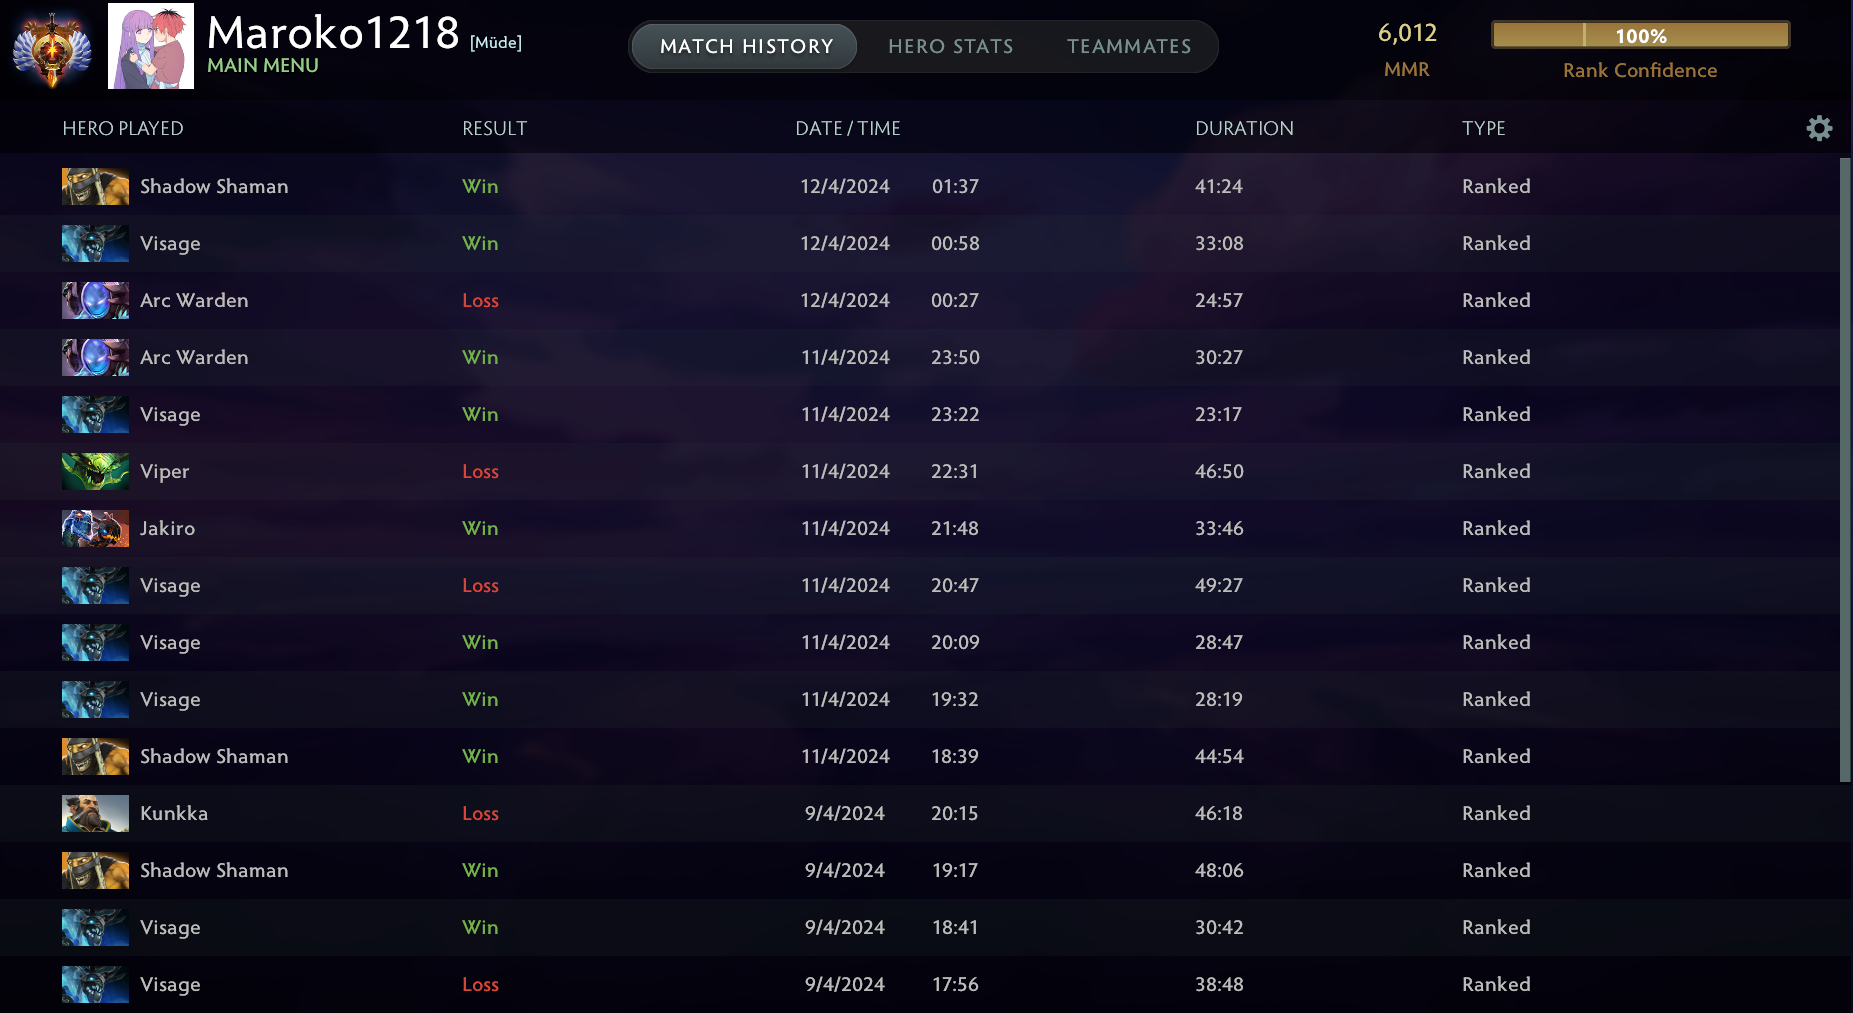 Maroko1218 [Müde]
MAIN MENU
MATCH HISTORY HERO STATS TEAMMATES
6,012
MMR
100%
Rank Confidence
HERO PLAYED RESULT DATE / TIME DURATION TYPE
Shadow Shaman Win 12/4/2024 01:37 41:24 Ranked
Visage Win 12/4/2024 00:58 33:08 Ranked
Arc Warden Loss 12/4/2024 00:27 24:57 Ranked
Arc Warden Win 11/4/2024 23:50 30:27 Ranked
Visage Win 11/4/2024 23:22 23:17 Ranked
Viper Loss 11/4/2024 22:31 46:50 Ranked
Jakiro Win 11/4/2024 21:48 33:46 Ranked
Visage Loss 11/4/2024 20:47 49:27 Ranked
Visage Win 11/4/2024 20:09 28:47 Ranked
Visage Win 11/4/2024 19:32 28:19 Ranked
Shadow Shaman Win 11/4/2024 18:39 44:54 Ranked
Kunkka Loss 9/4/2024 20:15 46:18 Ranked
Shadow Shaman Win 9/4/2024 19:17 48:06 Ranked
Visage Win 9/4/2024 18:41 30:42 Ranked
Visage Loss 9/4/2024 17:56 38:48 Ranked